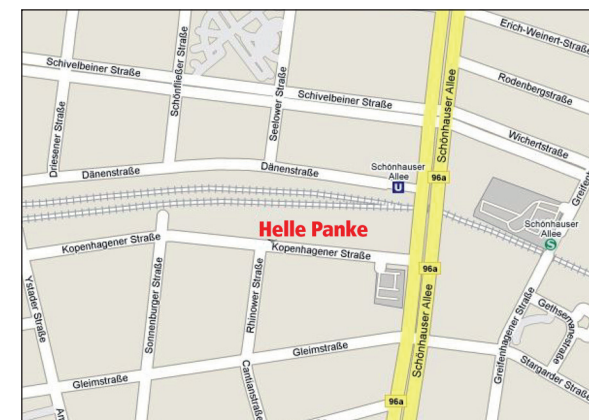 Erich-Weinert-Straße
Schivelbeiner Straße
Schönfließer Straße
Seelower Straße
Schivelbeiner Straße
Schönhauser Allee
Rodenbergstraße
Wichertstraße
Driesener Straße
Dänenstraße
Dänenstraße
Schönhauser
Allee
U
96a
Schönhauser
Allee
S
Helle Panke
Kopenhagener Straße
Kopenhagener Straße
96a
Ystader Straße
Sonnenburger Straße
Rhinower Straße
Schönhauser Allee
Greifenhagener Straße
Gethsemanestraße
Gleimstraße
Gleimstraße
Cantianstraße
Stargarder Straße
96a